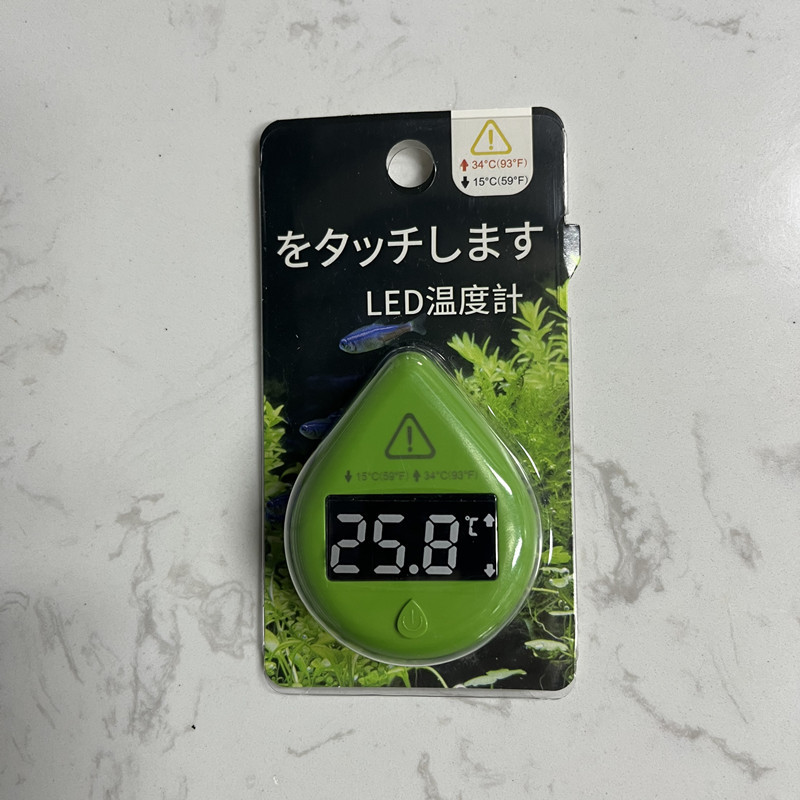 ⬆ 34°C(93°F)
⬇ 15°C(59°F)
をタッチします
LED温度計
⬇ 15°C(59°F) ⬆ 34°C(93°F)
25.8 ℃